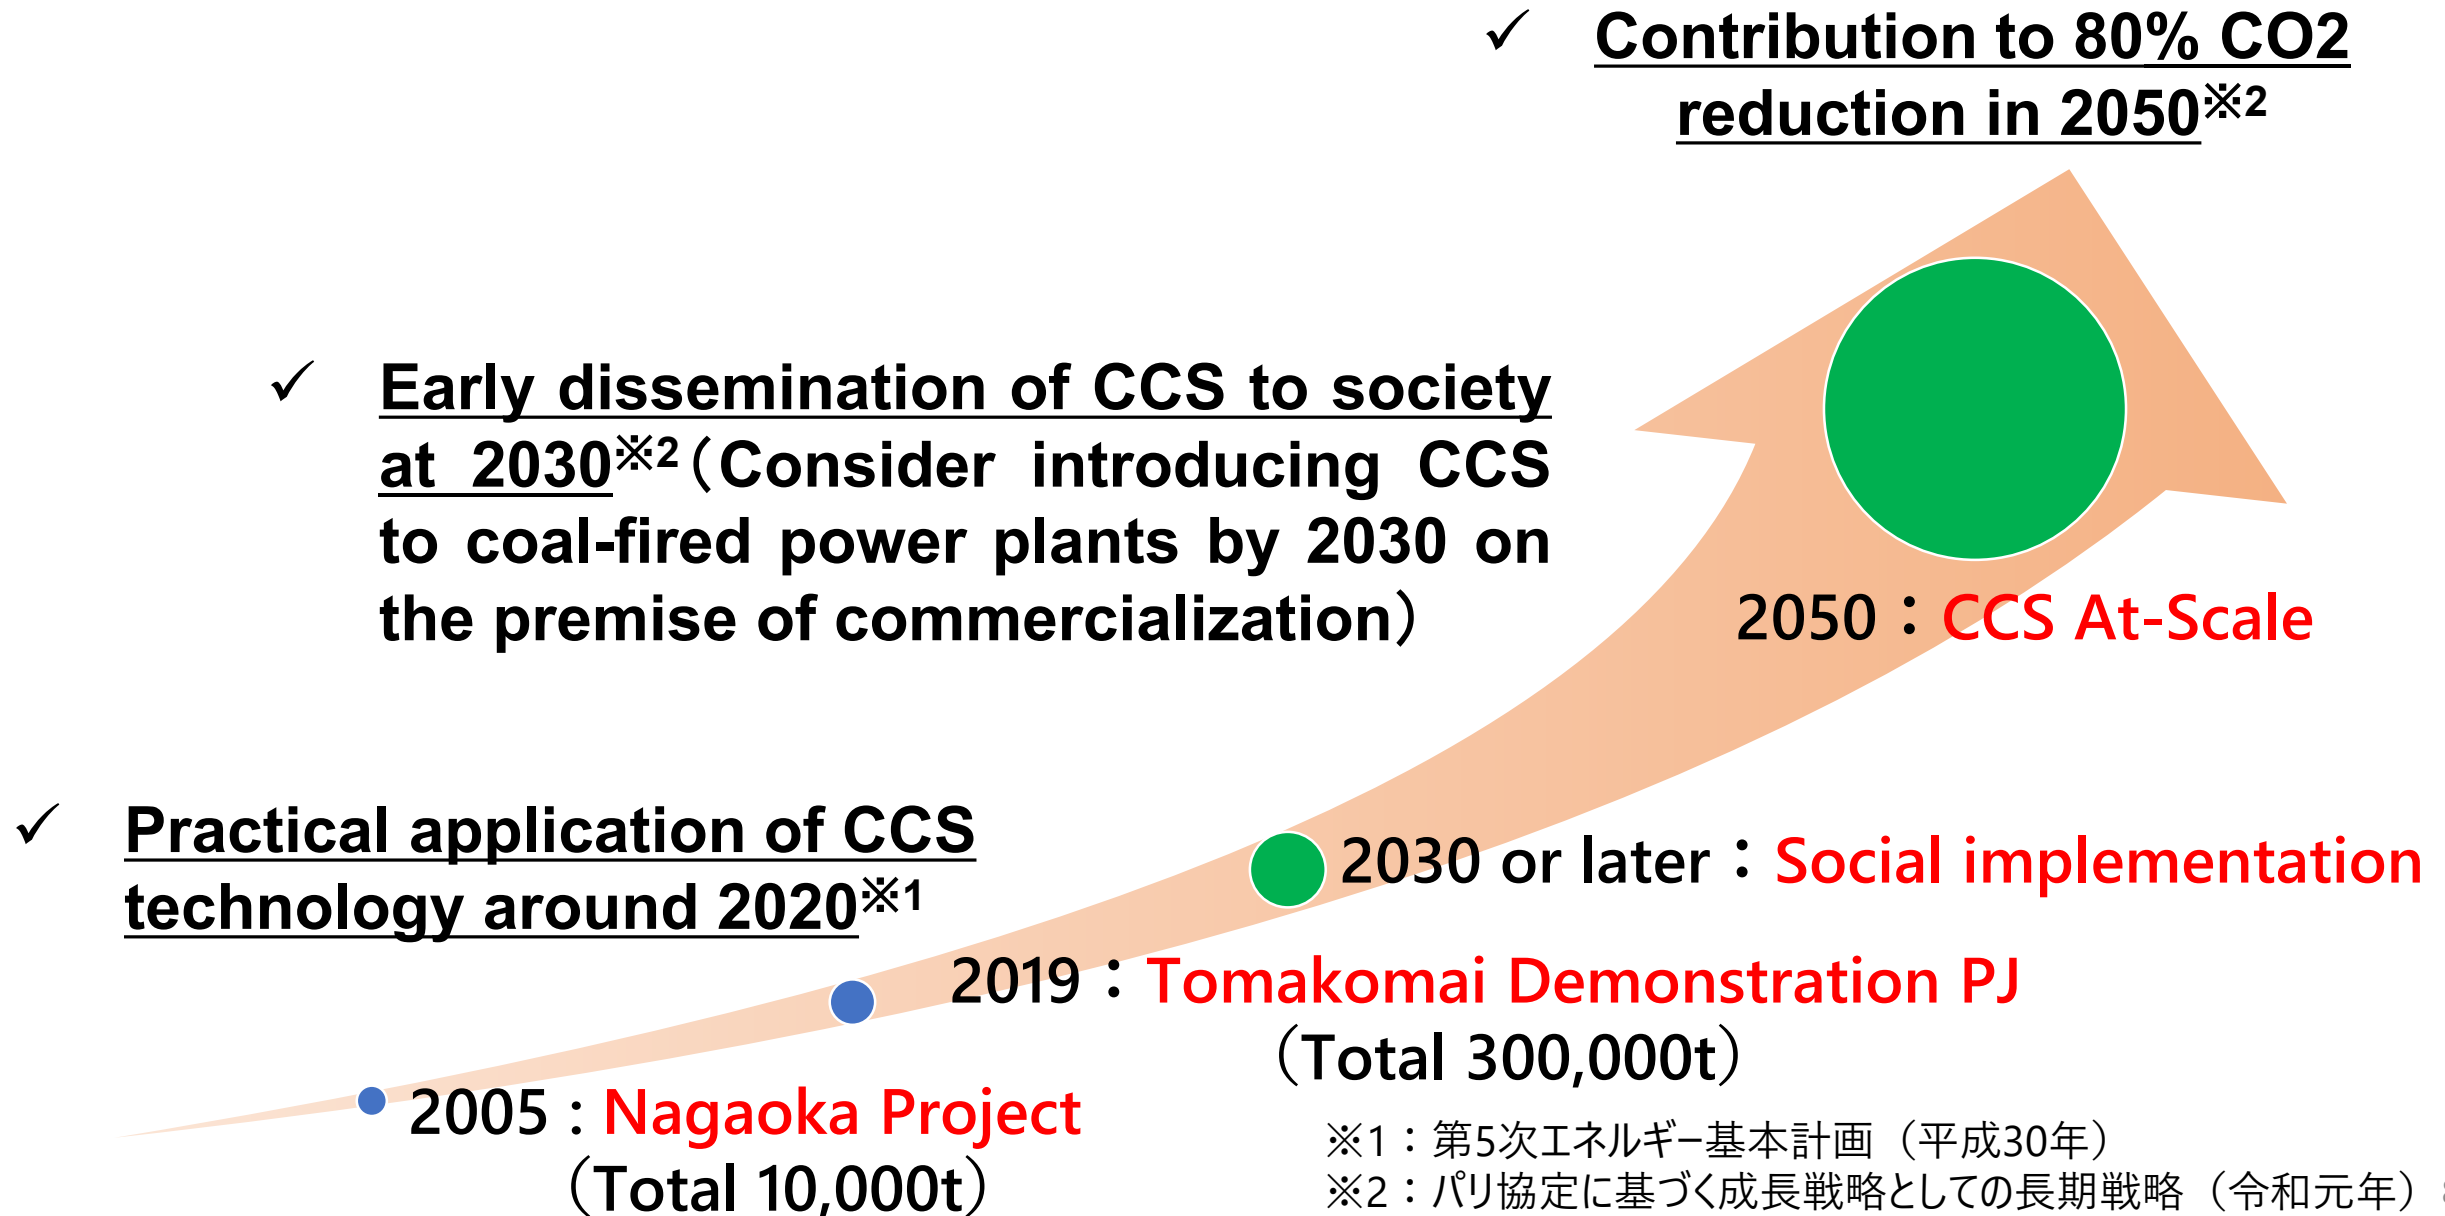 ✓ Contribution to 80% CO2
reduction in 2050※2
✓ Early dissemination of CCS to society
at 2030※2（Consider introducing CCS
to coal-fired power plants by 2030 on
the premise of commercialization）
2050：CCS At-Scale
✓ Practical application of CCS
technology around 2020※1
2030 or later：Social implementation
2019：Tomakomai Demonstration PJ
（Total 300,000t）
2005 : Nagaoka Project
（Total 10,000t）
※1：第5次エネルギー基本計画（平成30年）
※2：パリ協定に基づく成長戦略としての長期戦略（令和元年）